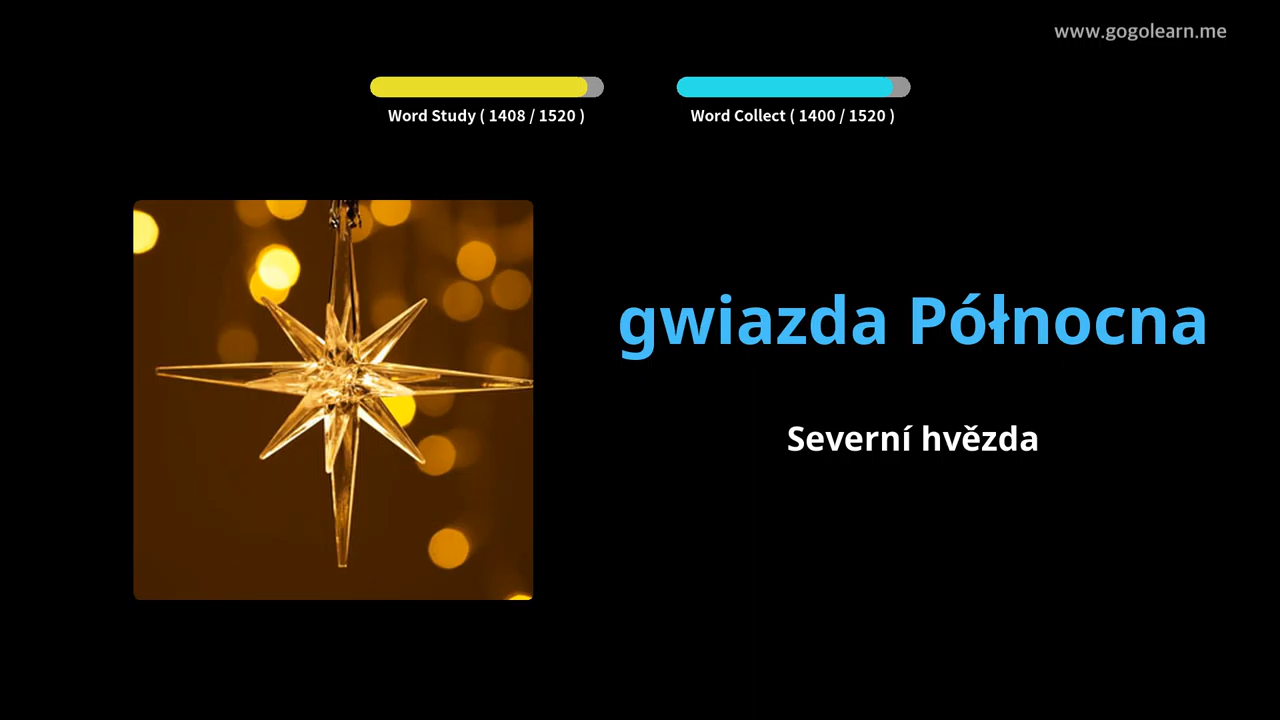 www.gogolearn.me
Word Study ( 1408 / 1520 )
Word Collect ( 1400 / 1520 )
gwiazda Północna
Severní hvězda